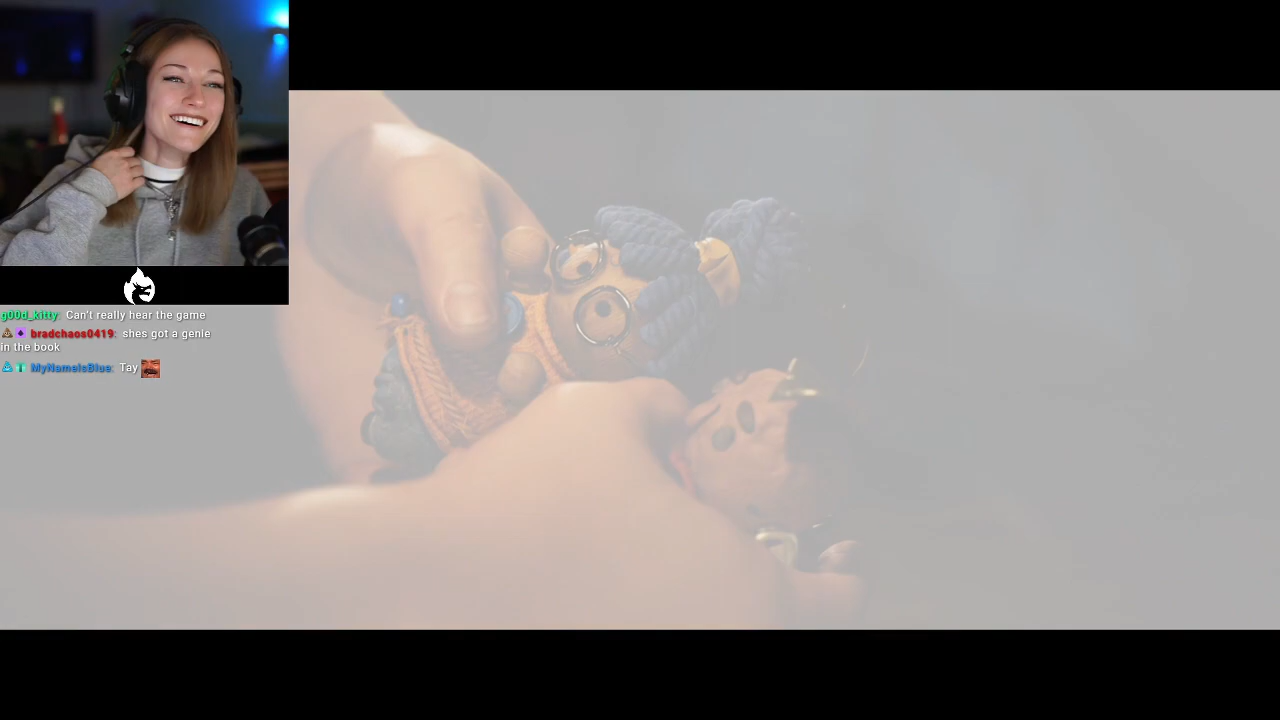 g00d_kitty: Can't really hear the game
bradchaos0419: shes got a genie
in the book
MyNameIsBlue: Tay